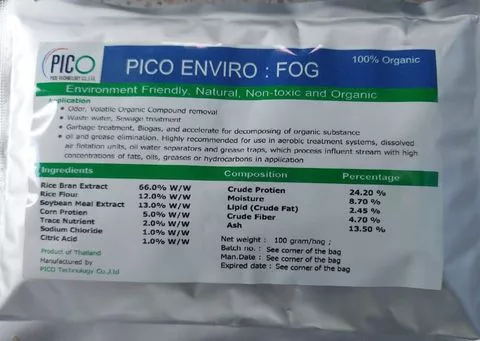 PICO
PICO TECHNOLOGY CO.,LTD.
PICO ENVIRO : FOG
100% Organic
Environment Friendly, Natural, Non-toxic and Organic
Application
• Odor, Volatile Organic Compound removal
• Waste water, Sewage treatment
• Garbage treatment, Biogas, and accelerate for decomposing of organic substance
• oil and grease elimination. Highly recommended for use in aerobic treatment systems, dissolved
air flotation units, oil water separators and grease traps, which process influent stream with high
concentrations of fats, oils, greases or hydrocarbons in application
Ingredients
Rice Bran Extract 66.0% W/W
Rice Flour 12.0% W/W
Soybean Meal Extract 13.0% W/W
Corn Protien 5.0% W/W
Trace Nutrient 2.0% W/W
Sodium Chloride 1.0% W/W
Citric Acid 1.0% W/W
Product of Thailand
Manufactured by
PICO Technology Co.,Ltd
Composition Percentage
Crude Protien 24.20 %
Moisture 8.70 %
Lipid (Crude Fat) 2.45 %
Crude Fiber 4.70 %
Ash 13.50 %
Net weight : 100 gram/bag ;
Batch no. : See corner of the bag
Man.Date : See corner of the bag
Expired date : See corner of the bag